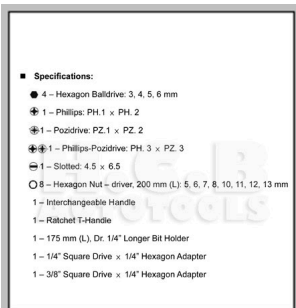 ■ Specifications:
4 – Hexagon Balldrive: 3, 4, 5, 6 mm
1 – Phillips: PH.1 × PH. 2
1 – Pozidrive: PZ.1 × PZ. 2
1 – Phillips-Pozidrive: PH. 3 × PZ. 3
1 – Slotted: 4.5 × 6.5
8 – Hexagon Nut – driver, 200 mm (L): 5, 6, 7, 8, 10, 11, 12, 13 mm
1 – Interchangeable Handle
1 – Ratchet T-Handle
1 – 175 mm (L), Dr. 1/4" Longer Bit Holder
1 – 1/4" Square Drive × 1/4" Hexagon Adapter
1 – 3/8" Square Drive × 1/4" Hexagon Adapter